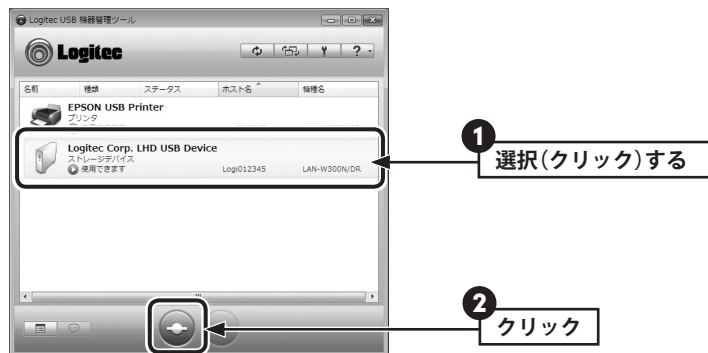 Logitec USB 機器管理ツール
Logitec
?
名前 種類 ステータス ホスト名 機種名
EPSON USB Printer
プリンタ
Logitec Corp. LHD USB Device
ストレージデバイス
使用できます Logi012345 LAN-W300N/DR
1
選択(クリック)する
2
クリック